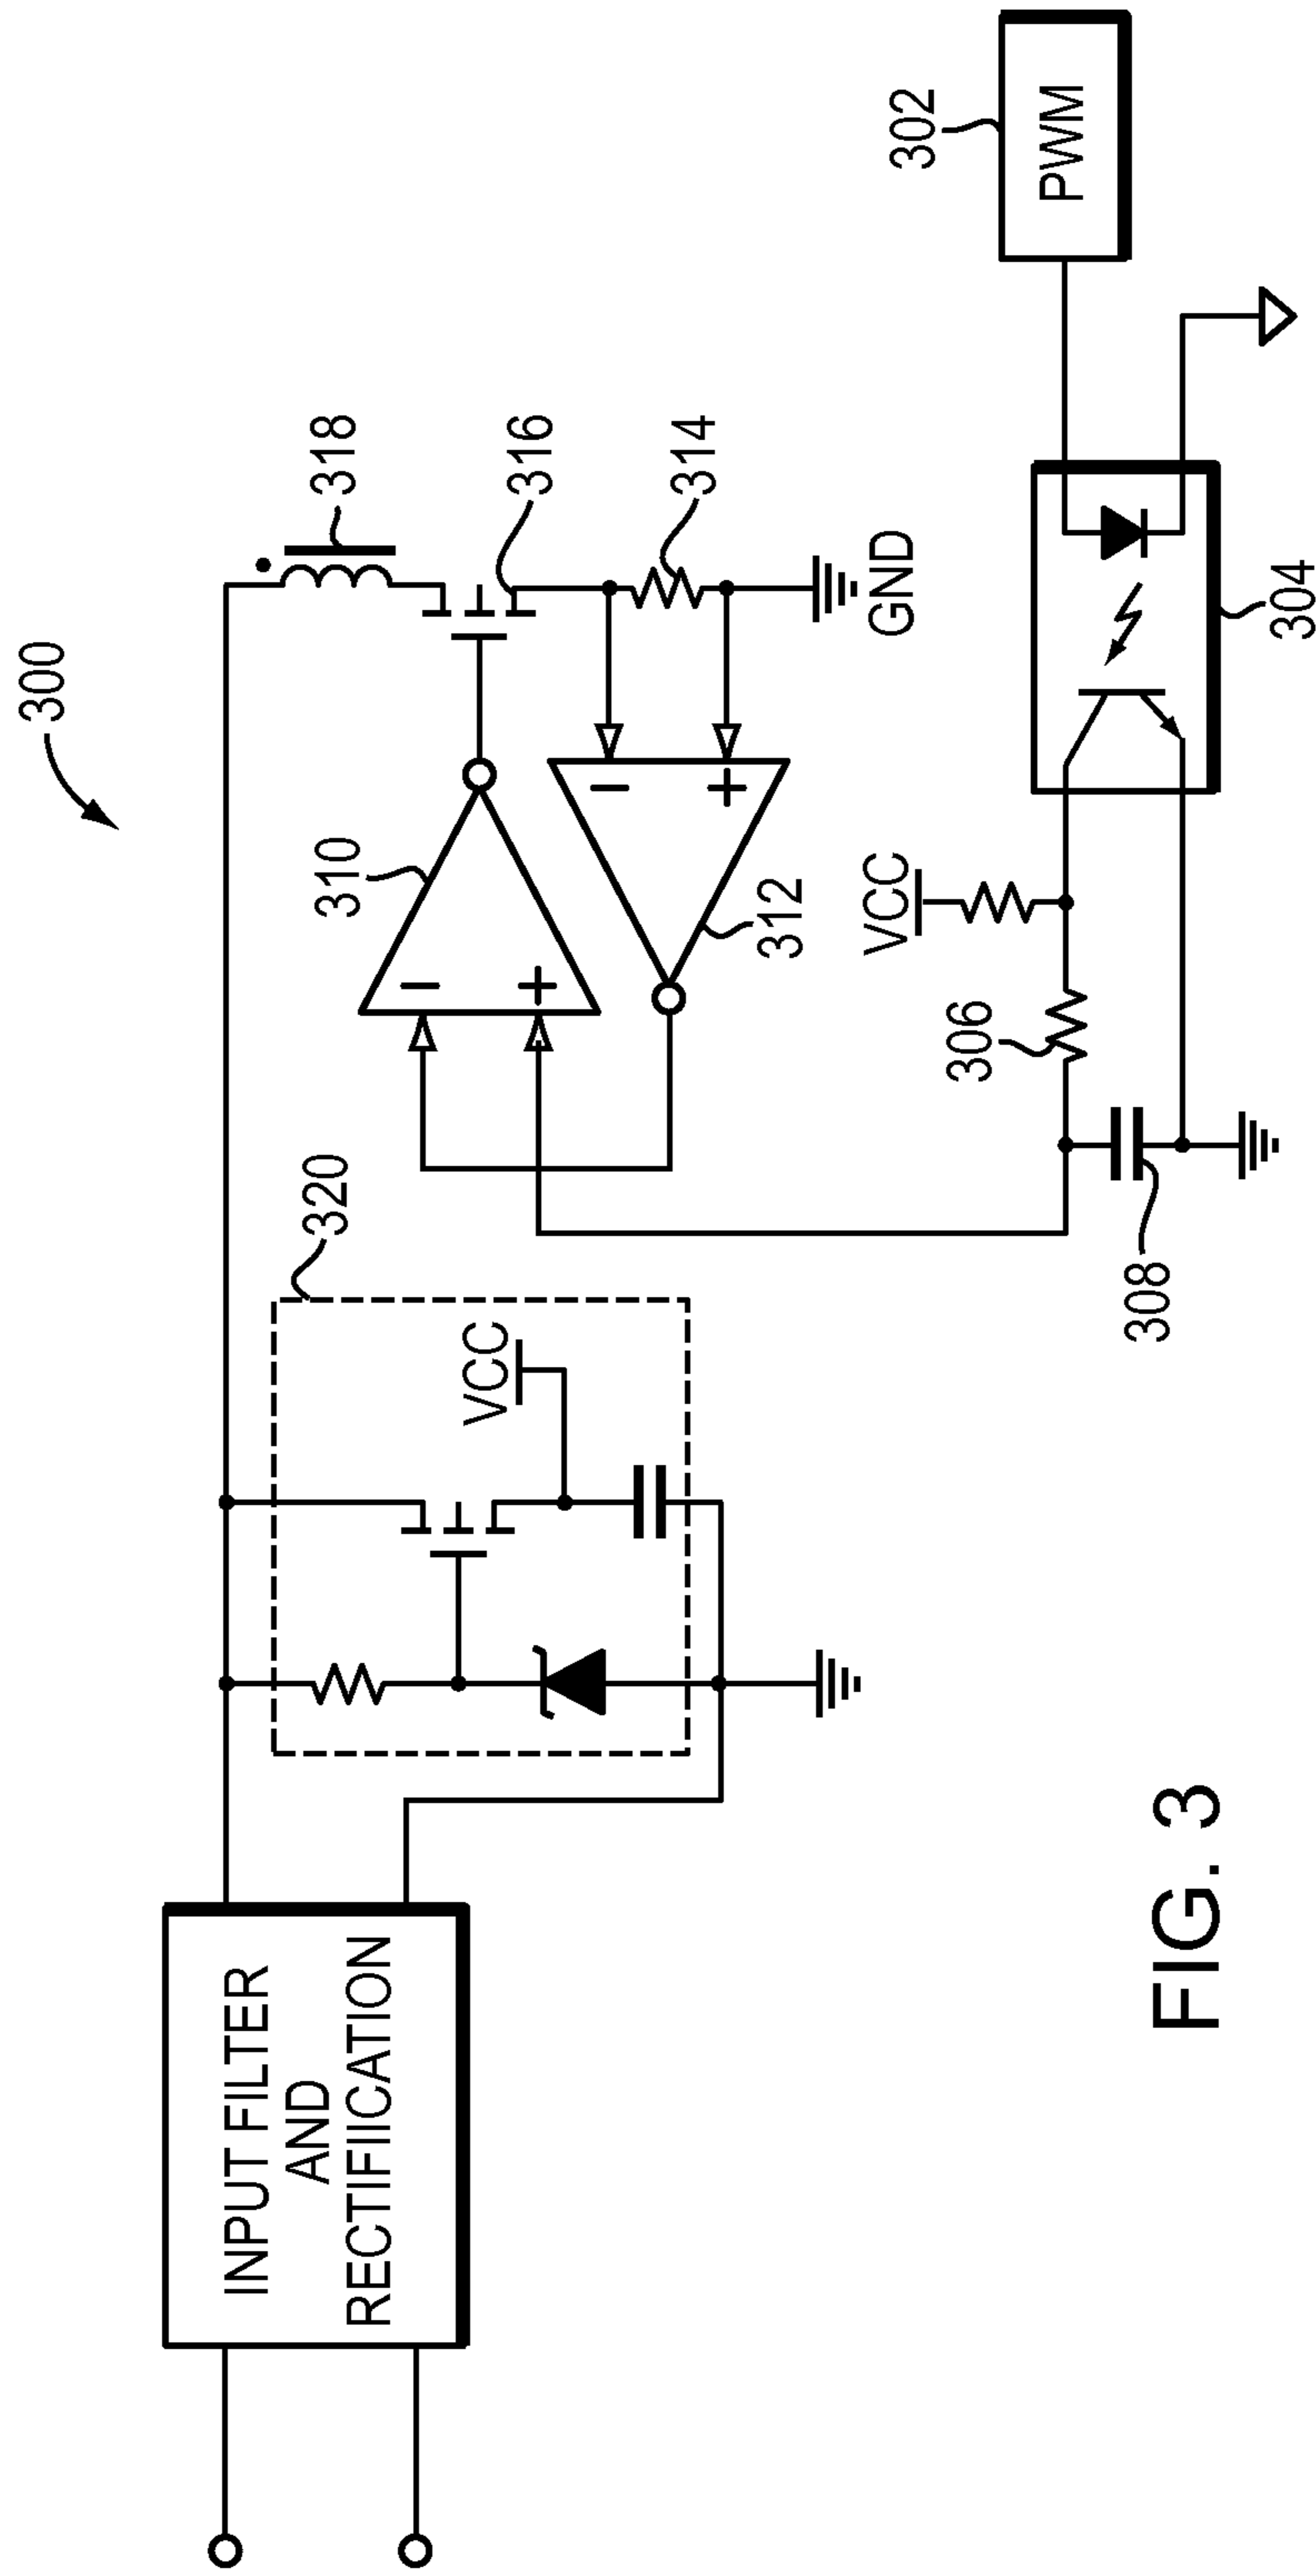 300
INPUT FILTER
AND
RECTIFIICATION
320
VCC
310
−
+
312
−
+
318
316
314
GND
VCC
306
308
304
302
PWM
FIG. 3